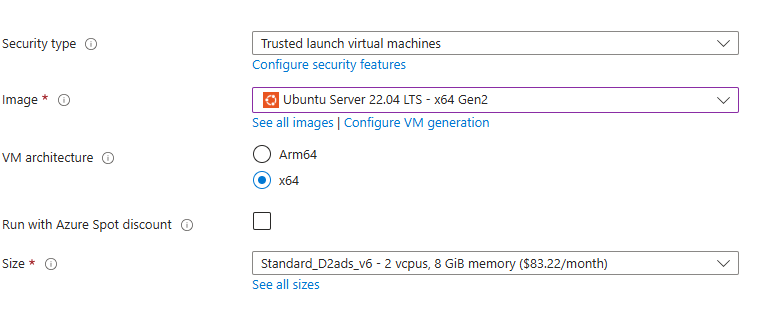 Security type
Trusted launch virtual machines
Configure security features
Image *
Ubuntu Server 22.04 LTS - x64 Gen2
See all images | Configure VM generation
VM architecture
Arm64
x64
Run with Azure Spot discount
Size *
Standard_D2ads_v6 - 2 vcpus, 8 GiB memory ($83.22/month)
See all sizes